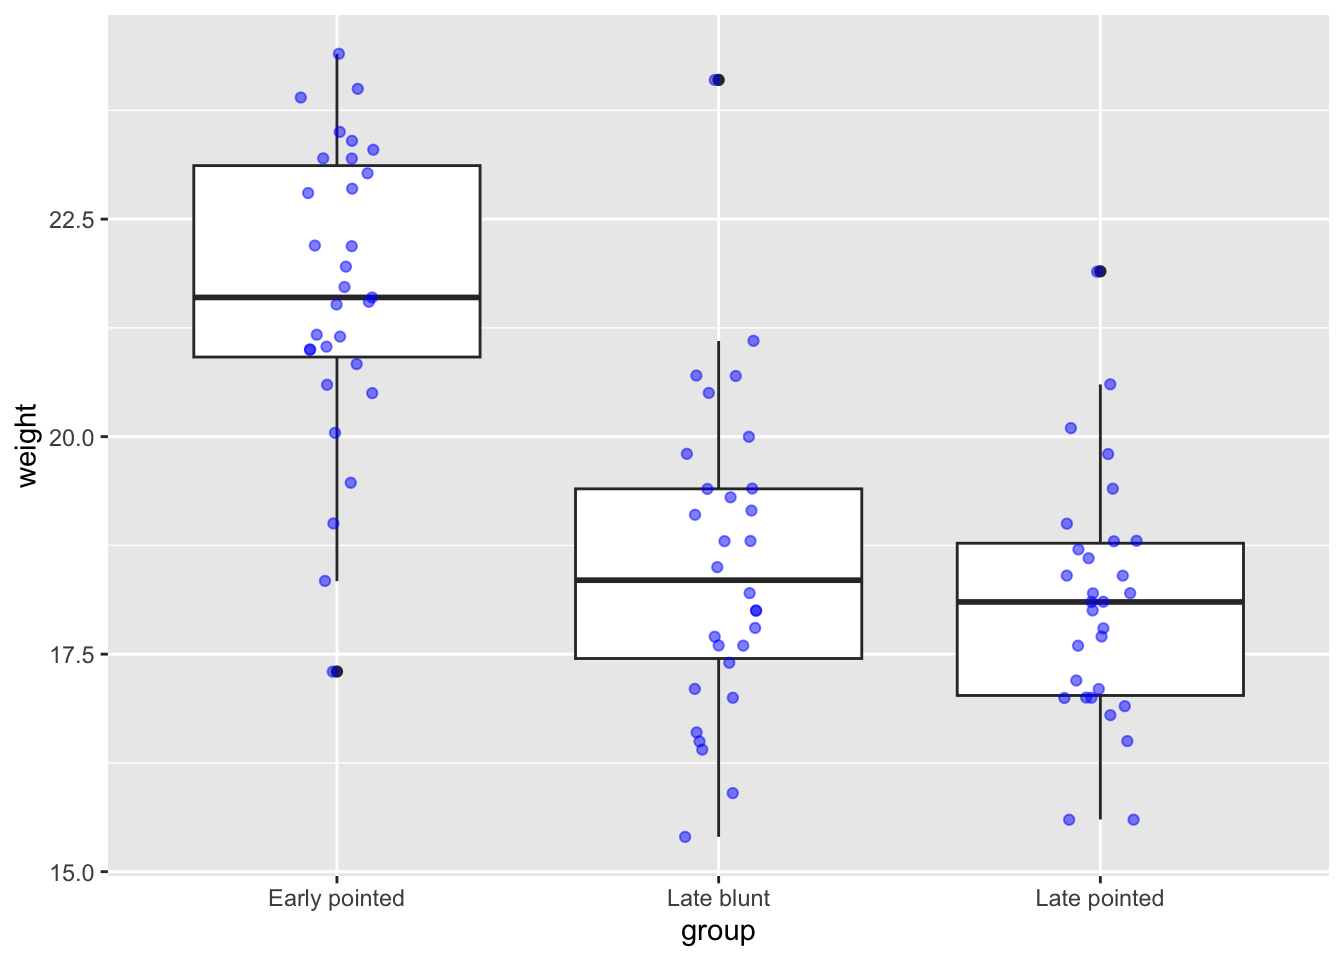 weight
22.5
20.0
17.5
15.0
Early pointed
Late blunt
Late pointed
group